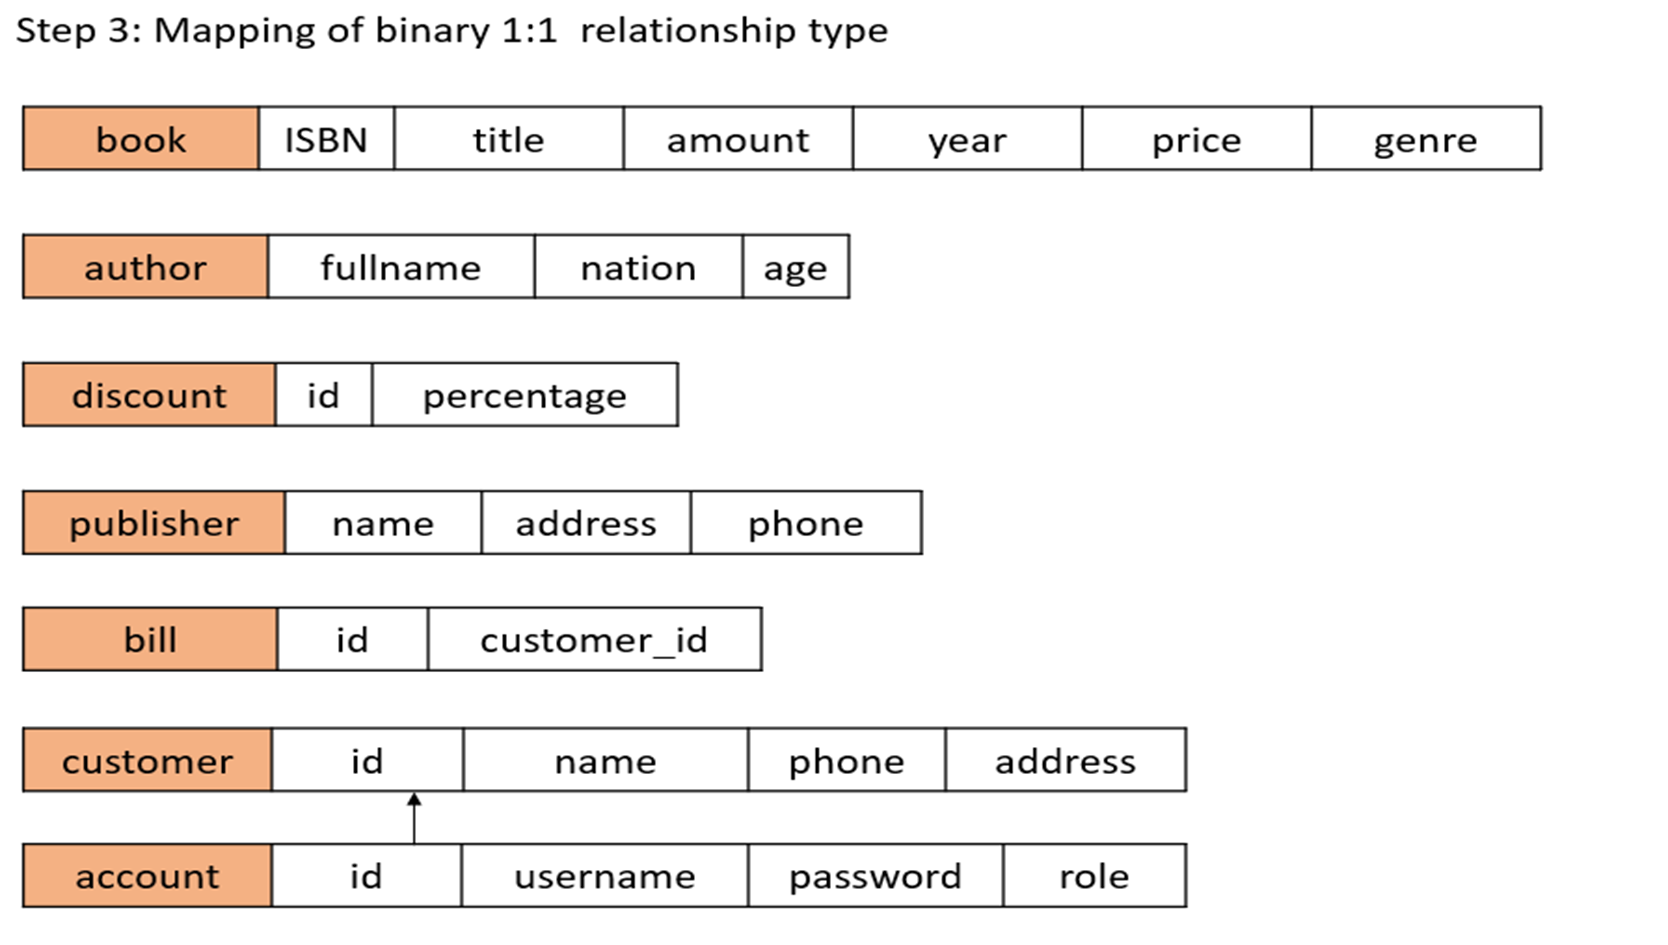 Step 3: Mapping of binary 1:1 relationship type
book ISBN title amount year price genre
author fullname nation age
discount id percentage
publisher name address phone
bill id customer_id
customer id name phone address
account id username password role